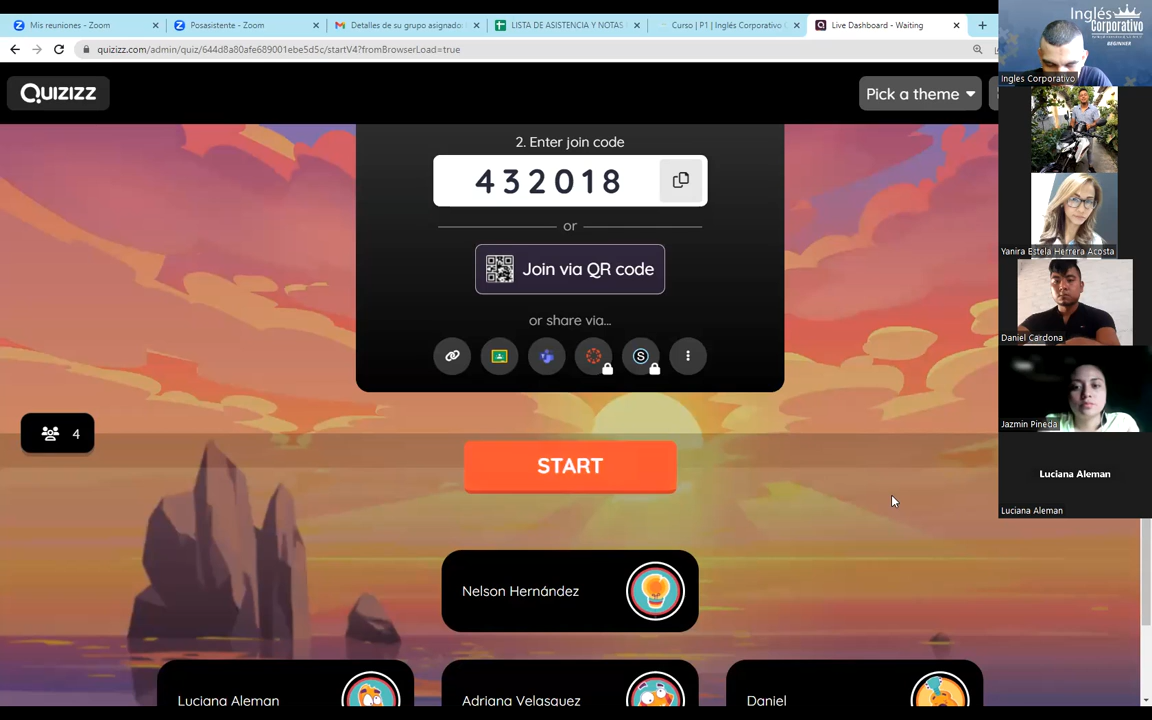 Mis reuniones - Zoom
Posasistente - Zoom
Detalles de su grupo asignado:
LISTA DE ASISTENCIA Y NOTAS
Curso | P1 | Inglés Corporativo
Live Dashboard - Waiting
quizizz.com/admin/quiz/644d8a80afe689001ebe5d5c/startV4?fromBrowserLoad=true
Quizizz
Pick a theme
2. Enter join code
432018
or
Join via QR code
or share via...
S
4
START
Nelson Hernández
Luciana Aleman
Adriana Velasquez
Daniel
Inglés
Corporativo
BEGINNER
Ingles Corporativo
Yanira Estela Herrera Acosta
Daniel Cardona
Jazmin Pineda
Luciana Aleman
Luciana Aleman